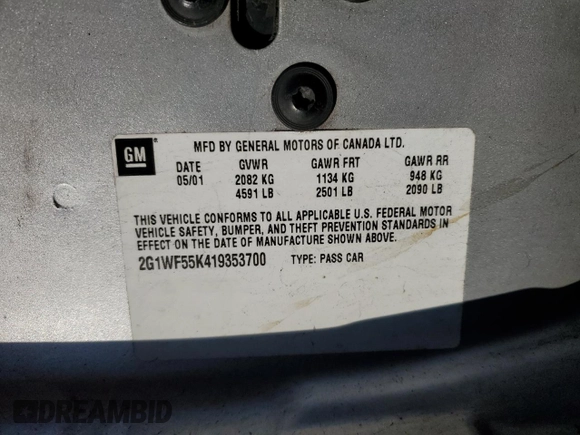 GM
MFD BY GENERAL MOTORS OF CANADA LTD.
DATE GVWR GAWR FRT GAWR RR
05/01 2082 KG 1134 KG 948 KG
4591 LB 2501 LB 2090 LB
THIS VEHICLE CONFORMS TO ALL APPLICABLE U.S. FEDERAL MOTOR
VEHICLE SAFETY, BUMPER, AND THEFT PREVENTION STANDARDS IN
EFFECT ON THE DATE OF MANUFACTURE SHOWN ABOVE.
2G1WF55K419353700 TYPE: PASS CAR
DREAMBID